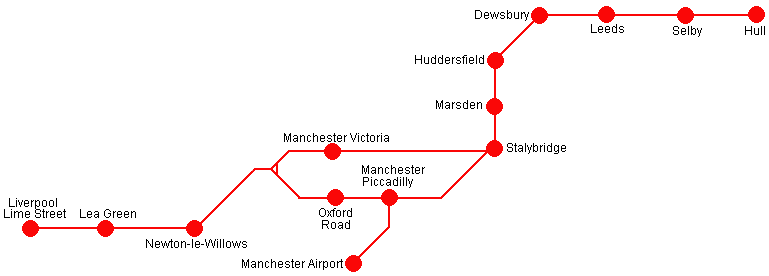 Dewsbury
Leeds
Selby
Hull
Huddersfield
Marsden
Manchester Victoria
Stalybridge
Manchester
Piccadilly
Liverpool
Lime Street
Lea Green
Oxford
Road
Newton-le-Willows
Manchester Airport